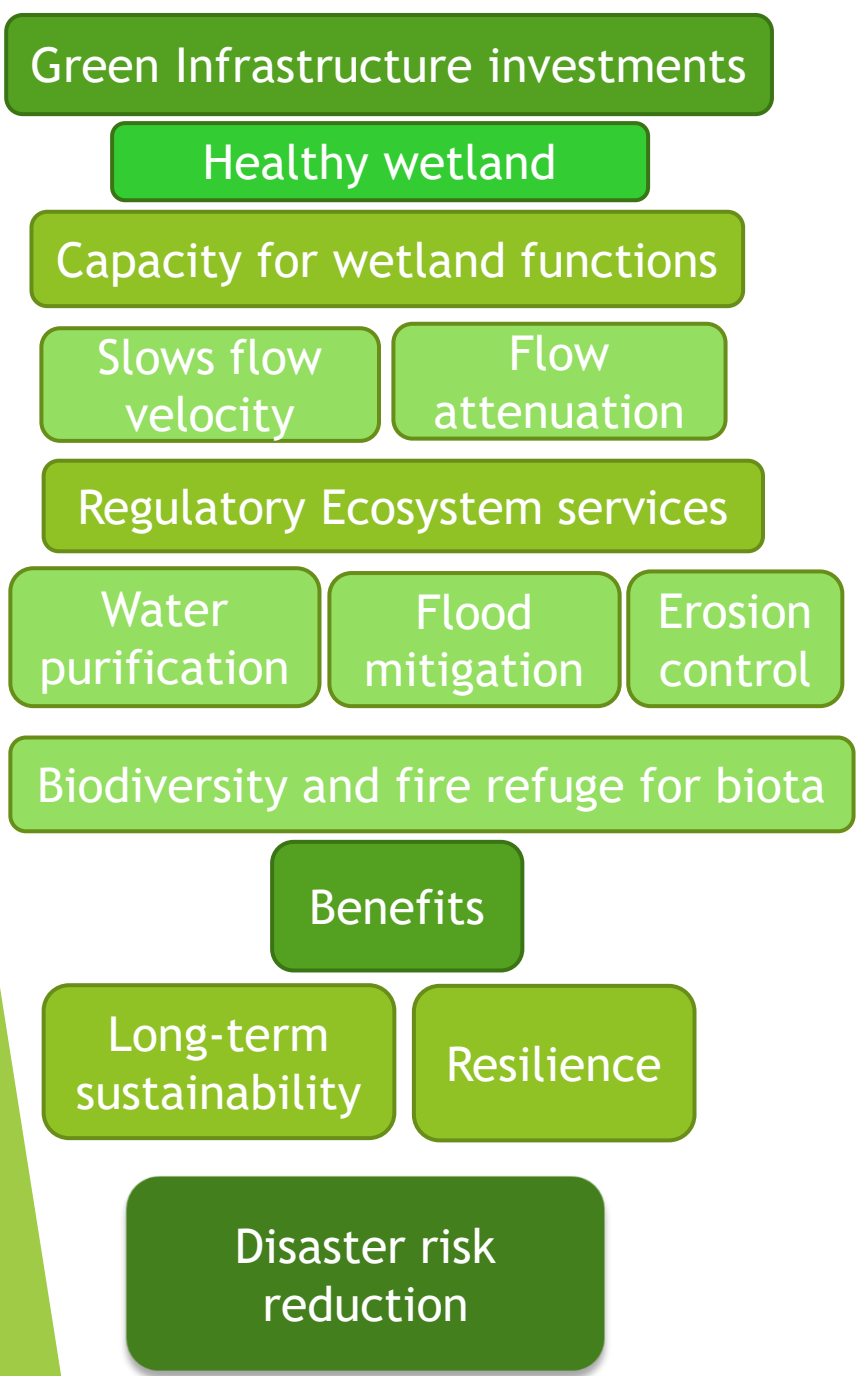 Green Infrastructure investments
Healthy wetland
Capacity for wetland functions
Slows flow
velocity
Flow
attenuation
Regulatory Ecosystem services
Water
purification
Flood
mitigation
Erosion
control
Biodiversity and fire refuge for biota
Benefits
Long-term
sustainability
Resilience
Disaster risk
reduction